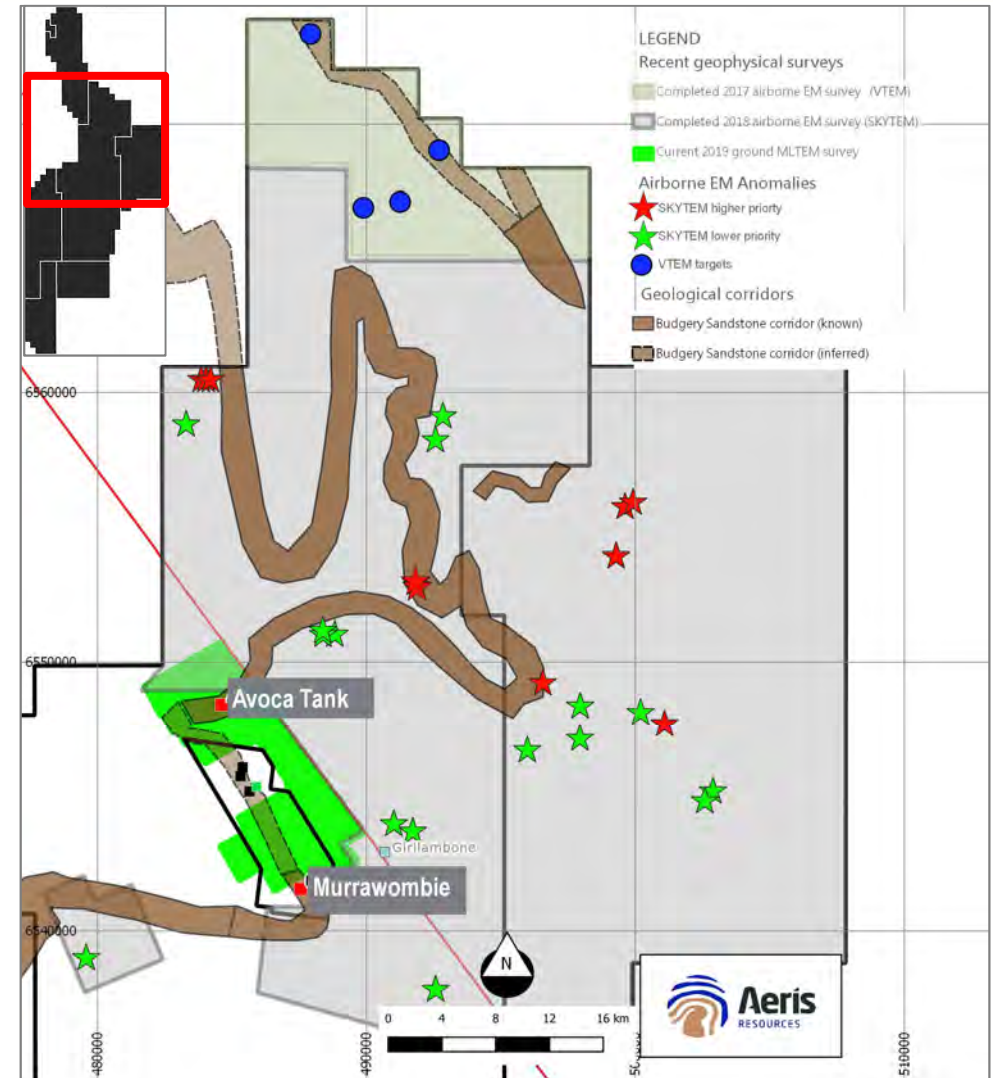 LEGEND
Recent geophysical surveys
Completed 2017 airborne EM survey (VTEM)
Completed 2018 airborne EM survey (SKYTEM)
Current 2019 ground MLTEM survey
Airborne EM Anomalies
SKYTEM higher priorty
SKYTEM lower priority
VTEM targets
Geological corridors
Budgery Sandstone corridor (known)
Budgery Sandstone corridor (inferred)
6560000
6550000
Avoca Tank
Girilambone
Murrawombie
6540000
N
0 4 8 12 16 km
Aeris
RESOURCES
480000
490000
510000